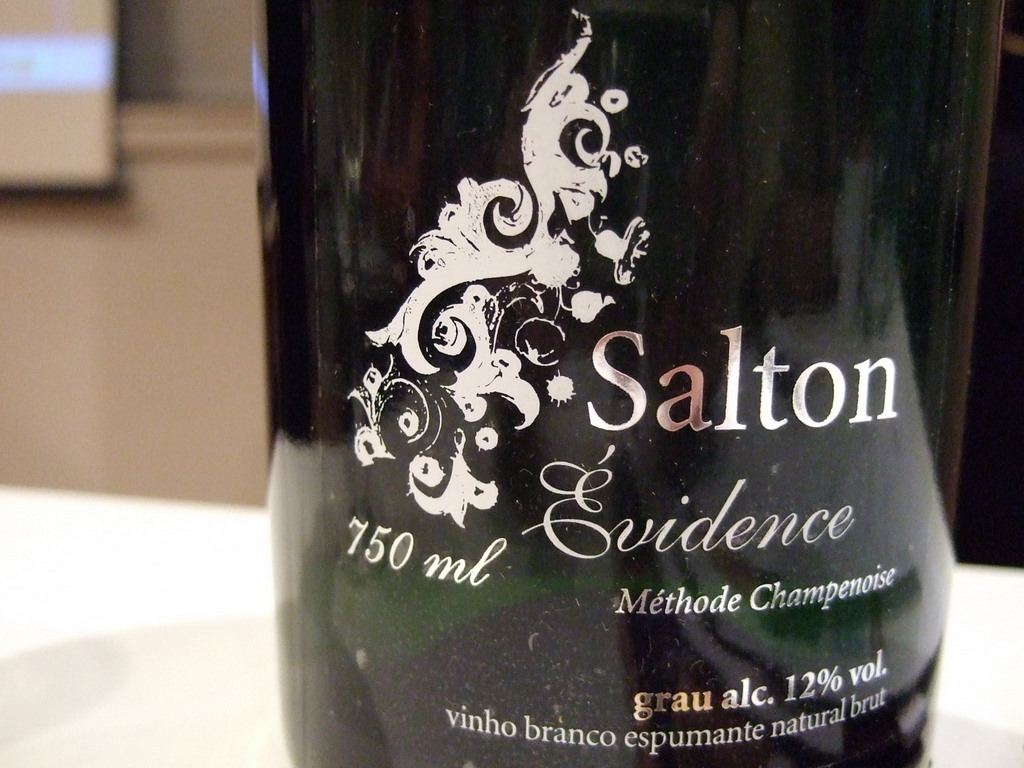 Salton
Évidence
750 ml
Méthode Champenoise
grau alc. 12% vol.
vinho branco espumante natural brut